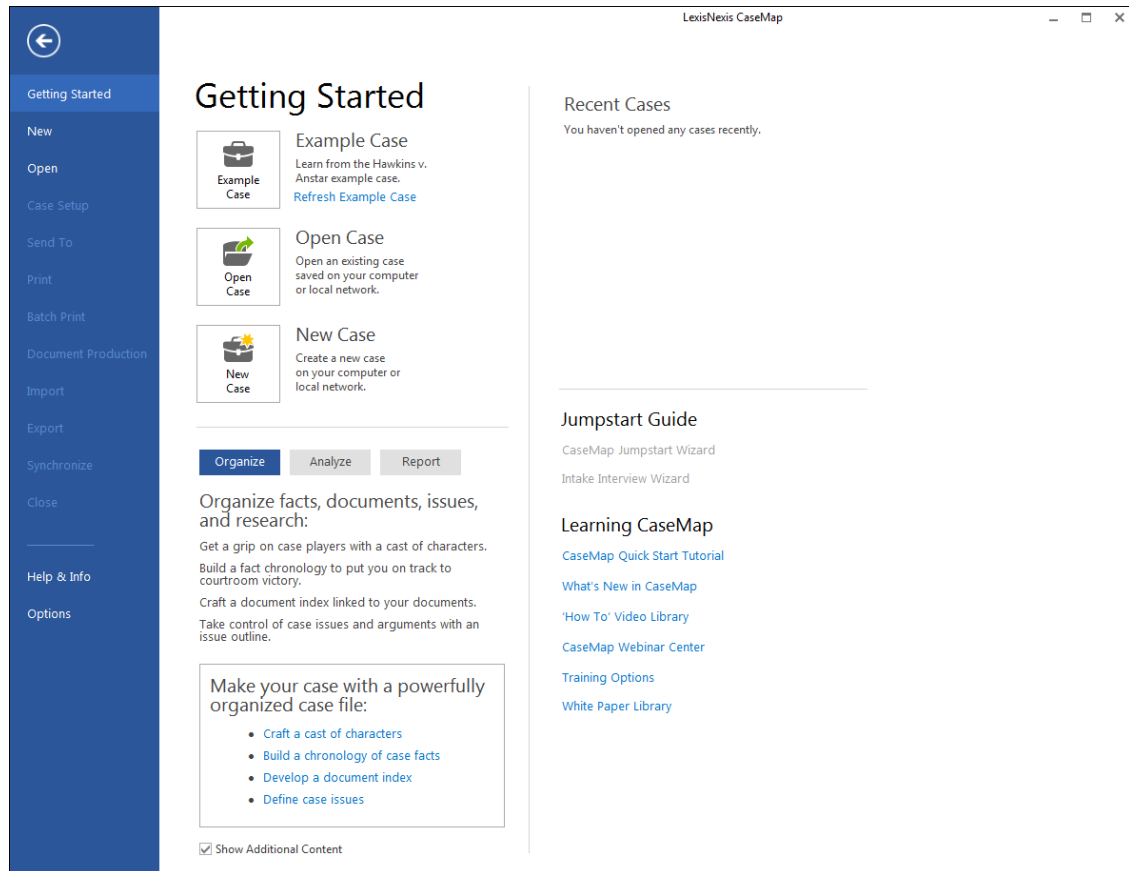 LexisNexis CaseMap
Getting Started
New
Open
Case Setup
Send To
Print
Batch Print
Document Production
Import
Export
Synchronize
Close
Help & Info
Options
Getting Started
Example
Case
Example Case
Learn from the Hawkins v.
Anstar example case.
Refresh Example Case
Open
Case
Open Case
Open an existing case
saved on your computer
or local network.
New
Case
New Case
Create a new case
on your computer or
local network.
Organize
Analyze
Report
Organize facts, documents, issues,
and research:
Get a grip on case players with a cast of characters.
Build a fact chronology to put you on track to
courtroom victory.
Craft a document index linked to your documents.
Take control of case issues and arguments with an
issue outline.
Make your case with a powerfully
organized case file:
• Craft a cast of characters
• Build a chronology of case facts
• Develop a document index
• Define case issues
Show Additional Content
Recent Cases
You haven't opened any cases recently.
Jumpstart Guide
CaseMap Jumpstart Wizard
Intake Interview Wizard
Learning CaseMap
CaseMap Quick Start Tutorial
What's New in CaseMap
'How To' Video Library
CaseMap Webinar Center
Training Options
White Paper Library